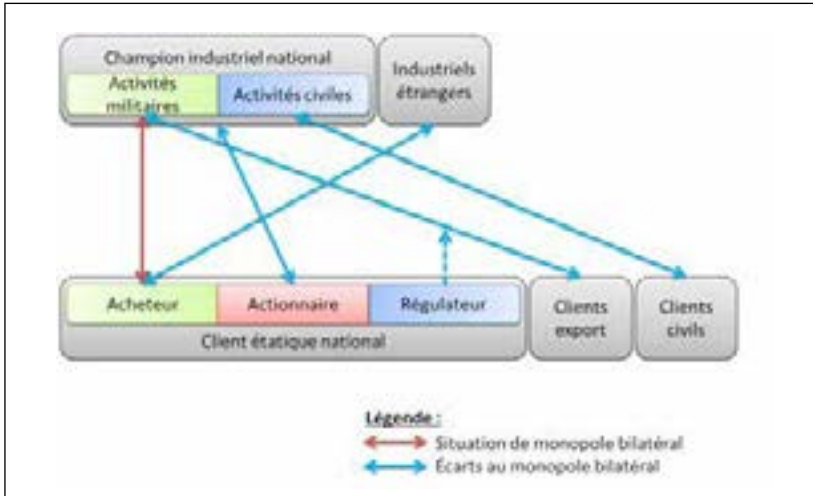 Champion industriel national
Activités
militaires
Activités civiles
Industriels
étrangers
Acheteur
Actionnaire
Régulateur
Client étatique national
Clients
export
Clients
civils
Légende :
Situation de monopole bilatéral
Écarts au monopole bilatéral